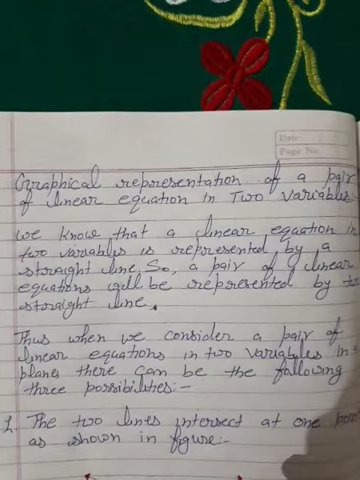 Date
Page No.
Graphical representation of a pair
of linear equation in Two Variables
we know that a linear equation in
two variables is represented by a
straight line. So, a pair of linear
equations will be represented by
straight line.
Thus when we consider a pair of
linear equations in two variables in
plane, there can be the following
three possibilities:-
1. The two lines intersect at one
as shown in figure:-